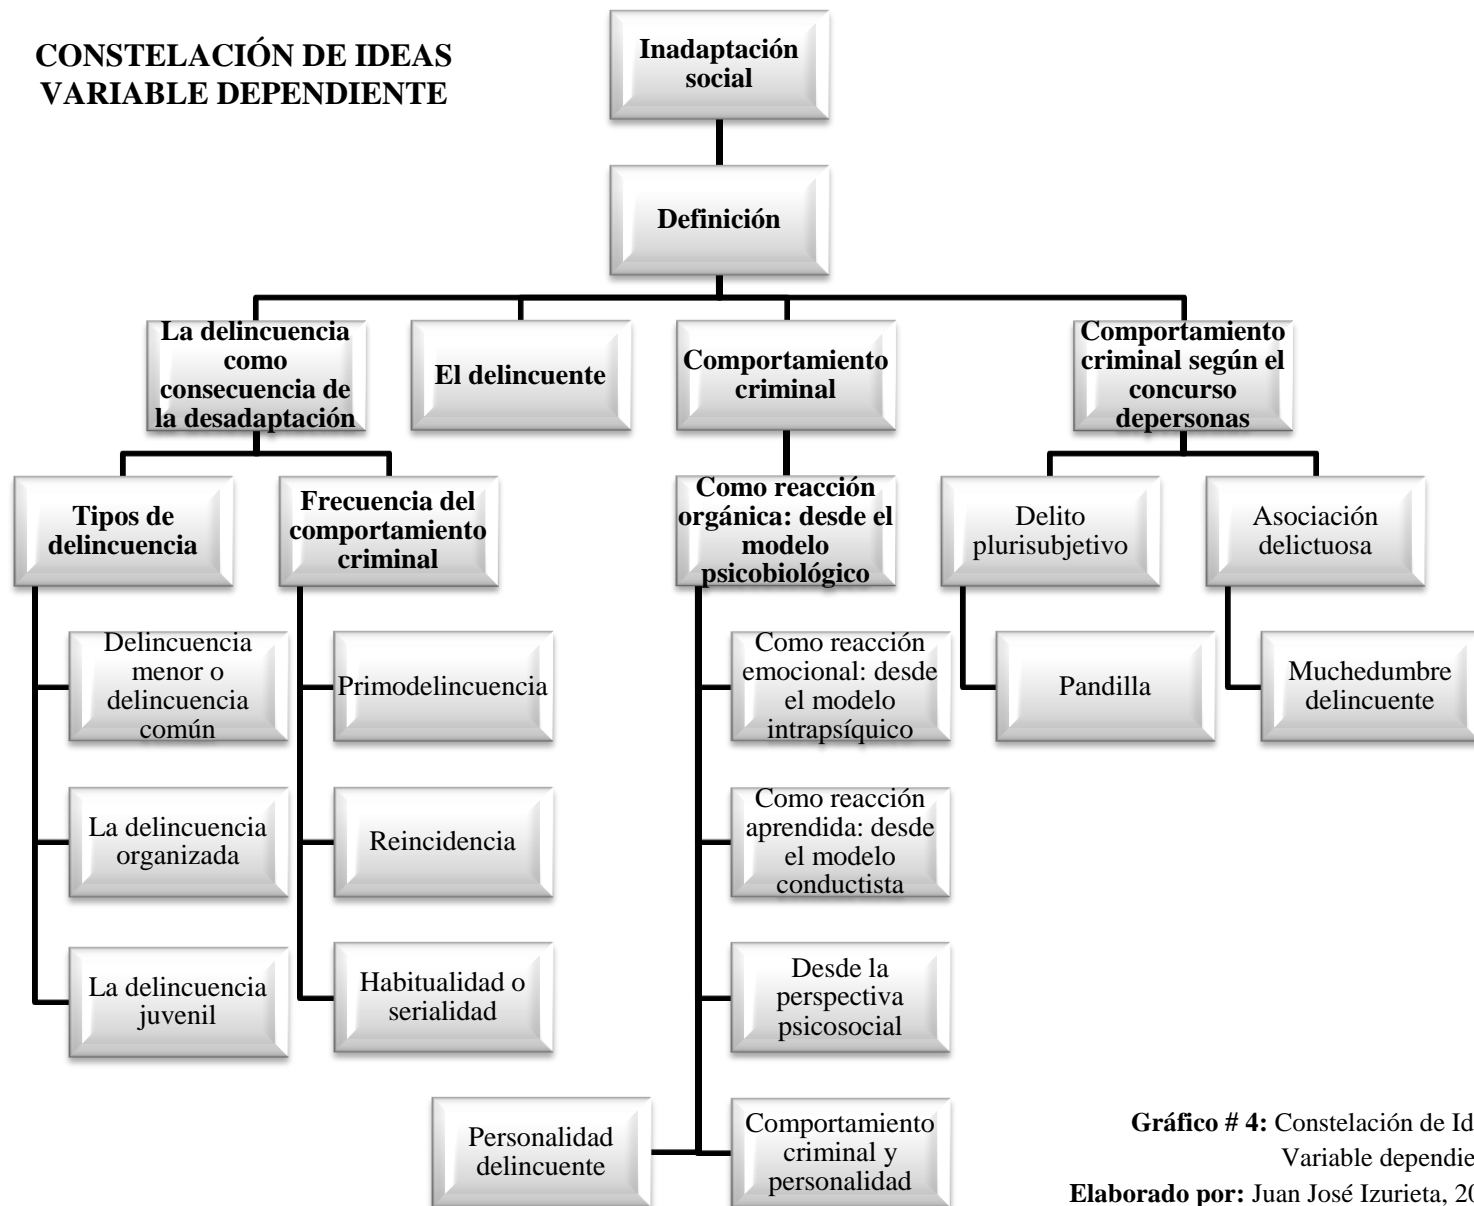 CONSTELACIÓN DE IDEAS
VARIABLE DEPENDIENTE
Inadaptación
social
Definición
La delincuencia
como
consecuencia de
la desadaptación
El delincuente
Comportamiento
criminal
Comportamiento
criminal según el
concurso
depersonas
Tipos de
delincuencia
Frecuencia del
comportamiento
criminal
Como reacción
orgánica: desde el
modelo
psicobiológico
Delito
plurisubjetivo
Asociación
delictuosa
Delincuencia
menor o
delincuencia
común
Primodelincuencia
Como reacción
emocional: desde
el modelo
intrapsíquico
Pandilla
Muchedumbre
delincuente
La delincuencia
organizada
Reincidencia
Como reacción
aprendida: desde
el modelo
conductista
La delincuencia
juvenil
Habitualidad o
serialidad
Desde la
perspectiva
psicosocial
Personalidad
delincuente
Comportamiento
criminal y
personalidad
Gráfico # 4: Constelación de
Variable
Elaborado por: Juan José Izurieta,